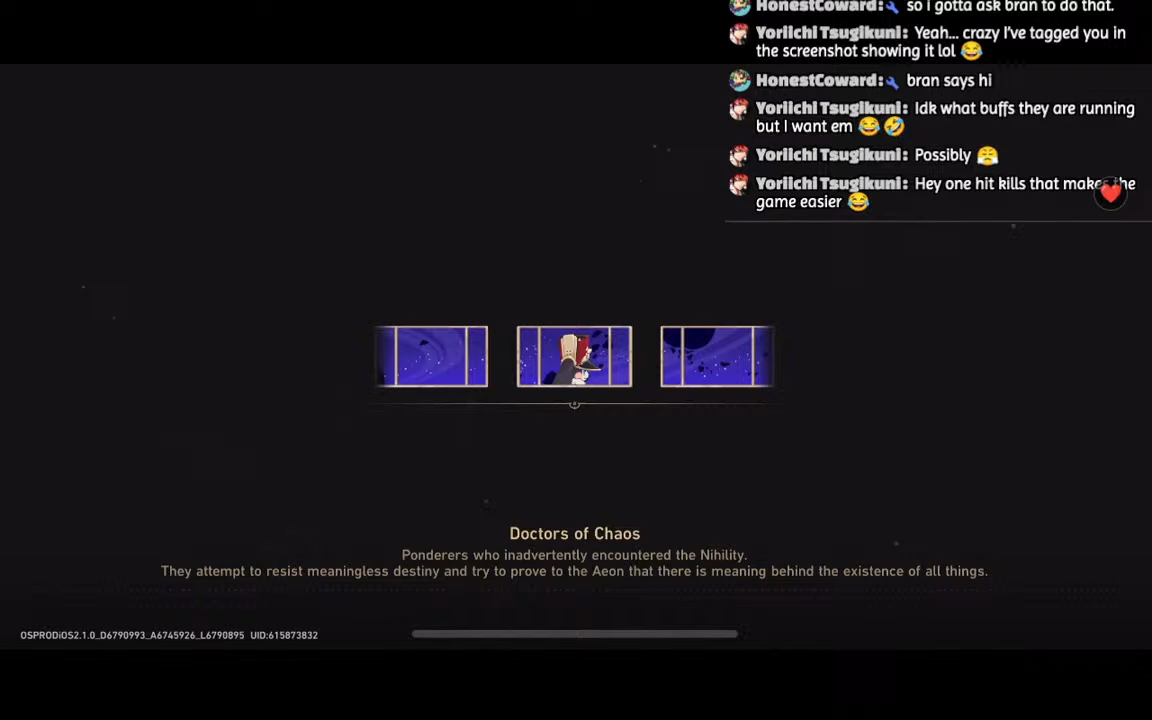 HonestCoward: so i gotta ask bran to do that.
Yoriichi Tsugikuni: Yeah... crazy I've tagged you in
the screenshot showing it lol 😂
HonestCoward: bran says hi
Yoriichi Tsugikuni: Idk what buffs they are running
but I want em 😂🤣
Yoriichi Tsugikuni: Possibly 😤
Yoriichi Tsugikuni: Hey one hit kills that makes the
game easier 😂
Doctors of Chaos
Ponderers who inadvertently encountered the Nihility.
They attempt to resist meaningless destiny and try to prove to the Aeon that there is meaning behind the existence of all things.
OSPRODiOS2.1.0_D6790993_A6745926_L6790895 UID:615873832